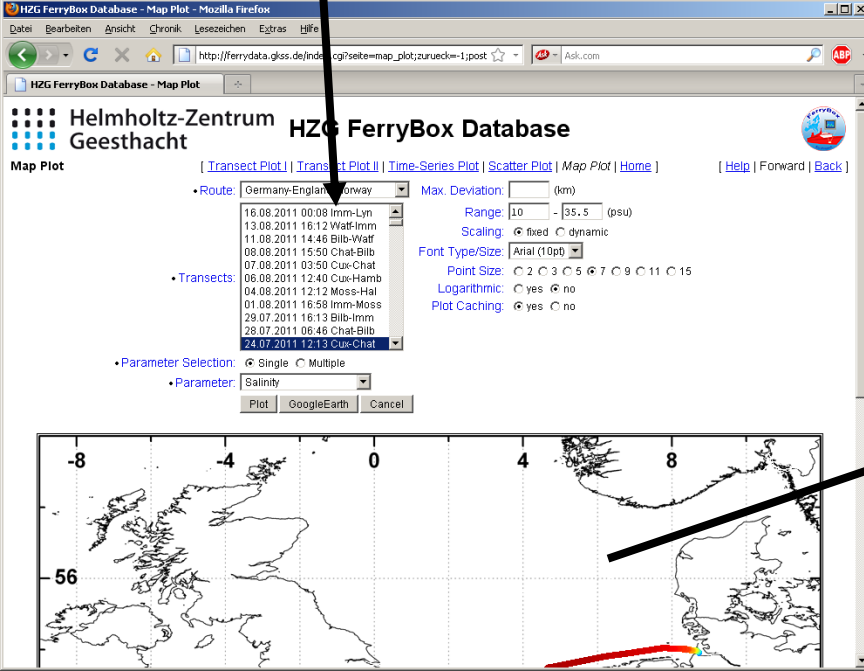 HZG FerryBox Database - Map Plot - Mozilla Firefox
Datei Bearbeiten Ansicht Chronik Lesezeichen Extras Hilfe
http://ferrydata.gkss.de/index.cgi?seite=map_plot;zurueck=-1;post Ask.com ABP
HZG FerryBox Database - Map Plot
Helmholtz-Zentrum
Geesthacht
HZG FerryBox Database
FerryBox
Map Plot [ Transect Plot I | Transect Plot II | Time-Series Plot | Scatter Plot | Map Plot | Home ] [ Help | Forward | Back ]
Route: Germany-England-Norway Max. Deviation: (km)
Transects:
16.08.2011 00:08 Imm-Lyn
13.08.2011 16:12 Watf-Imm
11.08.2011 14:46 Bilb-Watf
08.08.2011 15:50 Chat-Bilb
07.08.2011 03:50 Cux-Chat
06.08.2011 12:40 Cux-Hamb
04.08.2011 12:12 Moss-Hal
01.08.2011 16:58 Imm-Moss
29.07.2011 16:13 Bilb-Imm
28.07.2011 06:46 Chat-Bilb
24.07.2011 12:13 Cux-Chat
Range: 10 - 35.5 (psu)
Scaling: fixed dynamic
Font Type/Size: Arial (10pt)
Point Size: 2 3 5 7 9 11 15
Logarithmic: yes no
Plot Caching: yes no
Parameter Selection: Single Multiple
Parameter: Salinity
Plot GoogleEarth Cancel
-8 -4 0 4 8
56